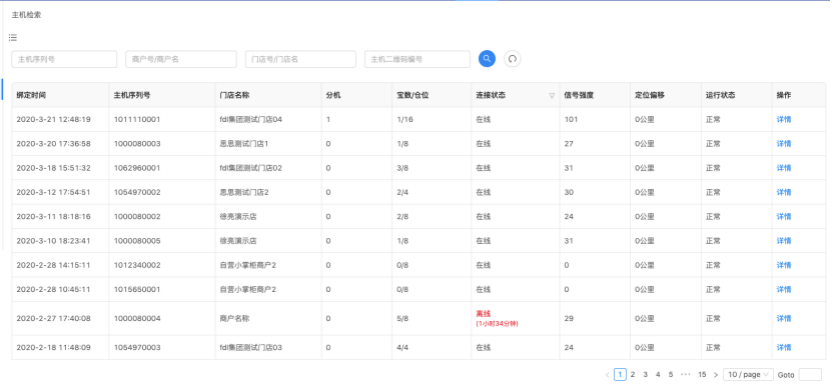 主机检索
主机序列号 商户号/商户名 门店号/门店名 主机二维码编号
绑定时间 主机序列号 门店名称 分机 宝数/仓位 连接状态 信号强度 定位偏移 运行状态 操作
2020-3-21 12:48:19 1011110001 fdl集团测试门店04 1 1/16 在线 101 0公里 正常 详情
2020-3-20 17:36:58 1000080003 思思测试门店1 0 1/8 在线 27 0公里 正常 详情
2020-3-18 15:51:32 1062960001 fdl集团测试门店02 0 3/8 在线 31 0公里 正常 详情
2020-3-12 17:54:51 1054970002 思思测试门店2 0 2/4 在线 30 0公里 正常 详情
2020-3-11 18:18:16 1000080002 徐亮演示店 0 2/8 在线 24 0公里 正常 详情
2020-3-10 18:23:41 1000080005 徐亮演示店 0 1/8 在线 31 0公里 正常 详情
2020-2-28 14:15:11 1012340002 自营小掌柜商户2 0 0/8 在线 0 0公里 正常 详情
2020-2-28 10:45:11 1015650001 自营小掌柜商户2 0 0/8 在线 0 0公里 正常 详情
2020-2-27 17:40:08 1000080004 商户名称 0 5/8 离线 29 0公里 正常 详情
(1小时34分钟)
2020-2-18 11:48:09 1054970003 fdl集团测试门店03 0 4/4 在线 24 0公里 正常 详情
< 1 2 3 4 5 ••• 15 > 10 / page Goto